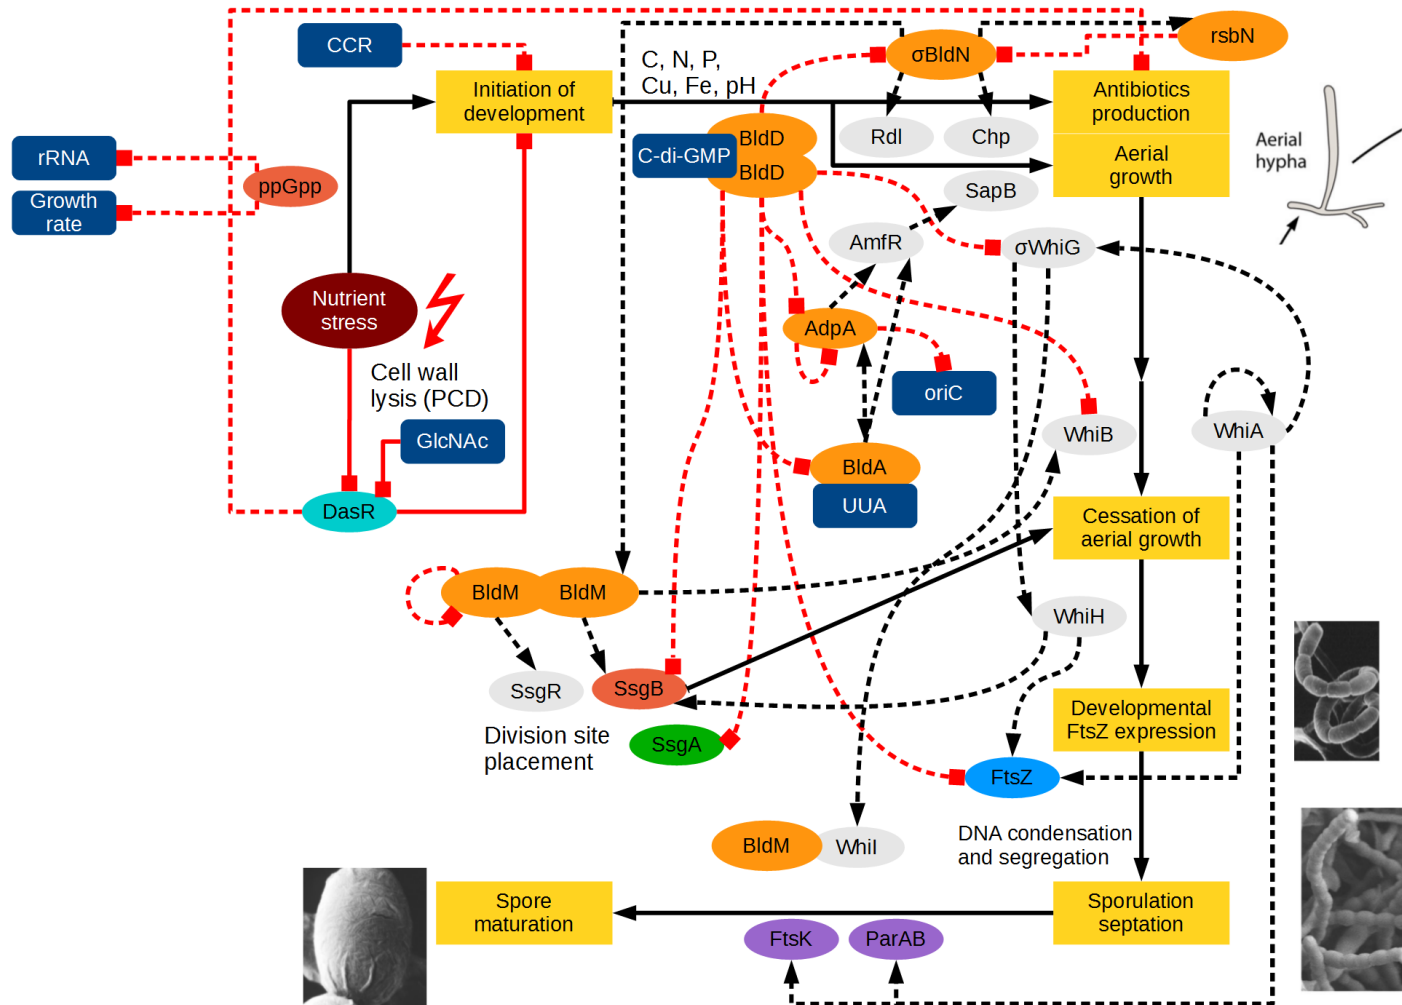 CCR
C, N, P,
Cu, Fe, pH
σBldN
rsbN
Initiation of
development
Antibiotics
production
Rdl
Chp
BldD
C-di-GMP
BldD
rRNA
Growth
rate
ppGpp
Aerial
growth
Aerial
hypha
SapB
AmfR
σWhiG
Nutrient
stress
AdpA
Cell wall
lysis (PCD)
oriC
GlcNAc
WhiB
WhiA
BldA
UUA
DasR
Cessation of
aerial growth
BldM
BldM
WhiH
SsgR
SsgB
Division site
placement
SsgA
Developmental
FtsZ expression
FtsZ
BldM
WhiI
DNA condensation
and segregation
Spore
maturation
Sporulation
septation
FtsK
ParAB